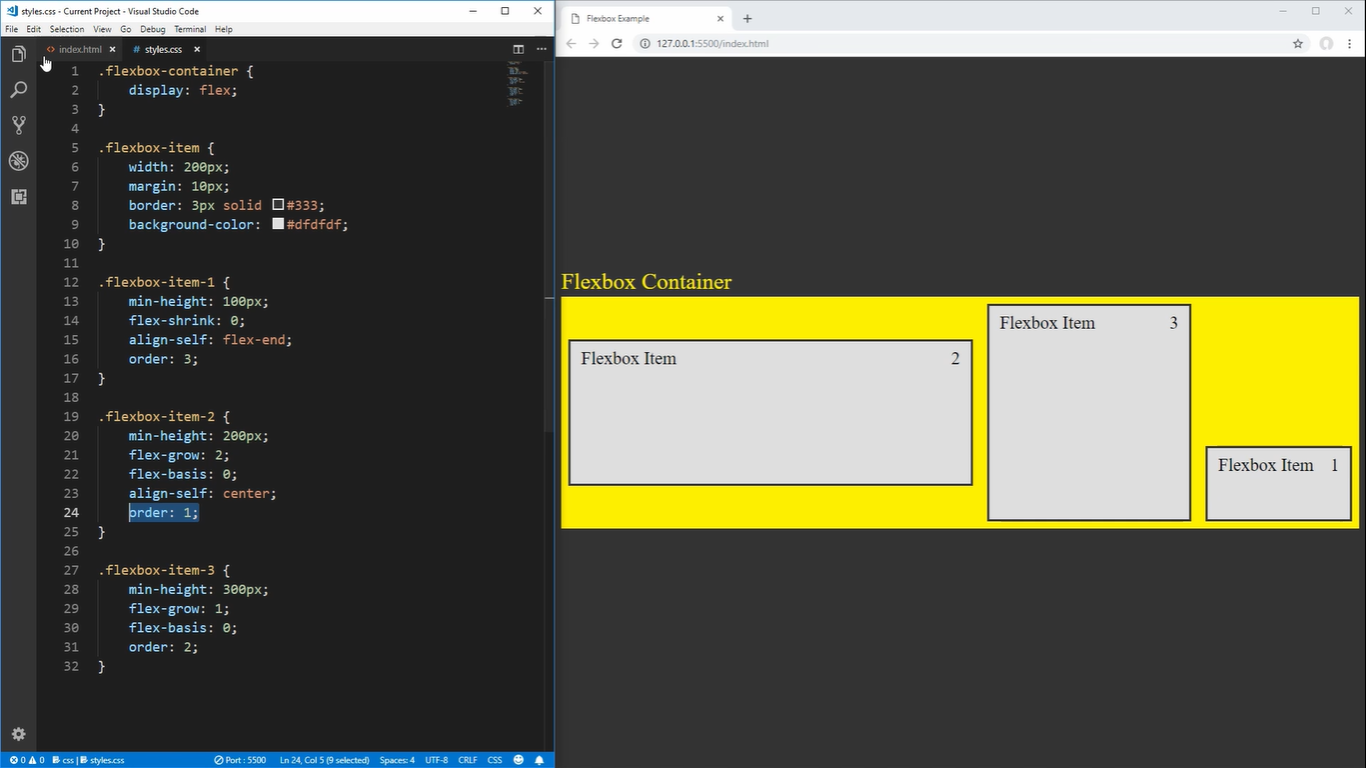 styles.css - Current Project - Visual Studio Code
File Edit Selection View Go Debug Terminal Help
<> index.html × # styles.css ×
1 .flexbox-container {
2 display: flex;
3 }
4
5 .flexbox-item {
6 width: 200px;
7 margin: 10px;
8 border: 3px solid #333;
9 background-color: #dfdfdf;
10 }
11
12 .flexbox-item-1 {
13 min-height: 100px;
14 flex-shrink: 0;
15 align-self: flex-end;
16 order: 3;
17 }
18
19 .flexbox-item-2 {
20 min-height: 200px;
21 flex-grow: 2;
22 flex-basis: 0;
23 align-self: center;
24 order: 1;
25 }
26
27 .flexbox-item-3 {
28 min-height: 300px;
29 flex-grow: 1;
30 flex-basis: 0;
31 order: 2;
32 }
0 0 css | styles.css Port : 5500 Ln 24, Col 5 (9 selected) Spaces: 4 UTF-8 CRLF CSS
Flexbox Example
127.0.0.1:5500/index.html
Flexbox Container
Flexbox Item 2
Flexbox Item 3
Flexbox Item 1